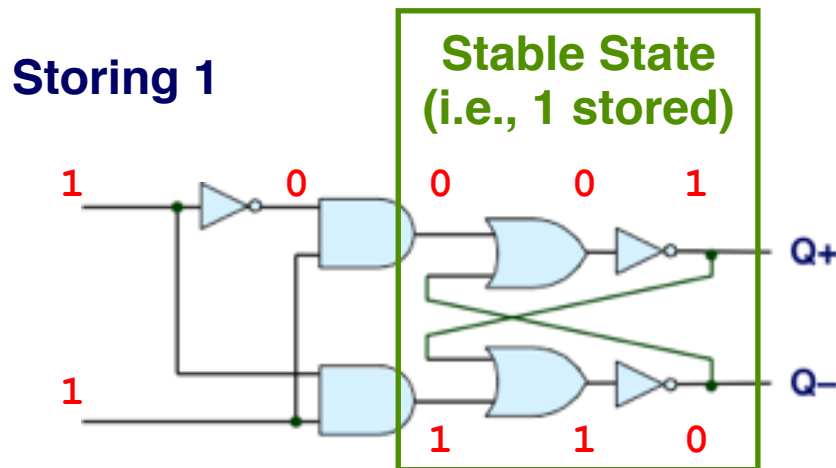 Storing 1
Stable State
(i.e., 1 stored)
1 0 0 0 1
Q+
Q–
1
1 1 0